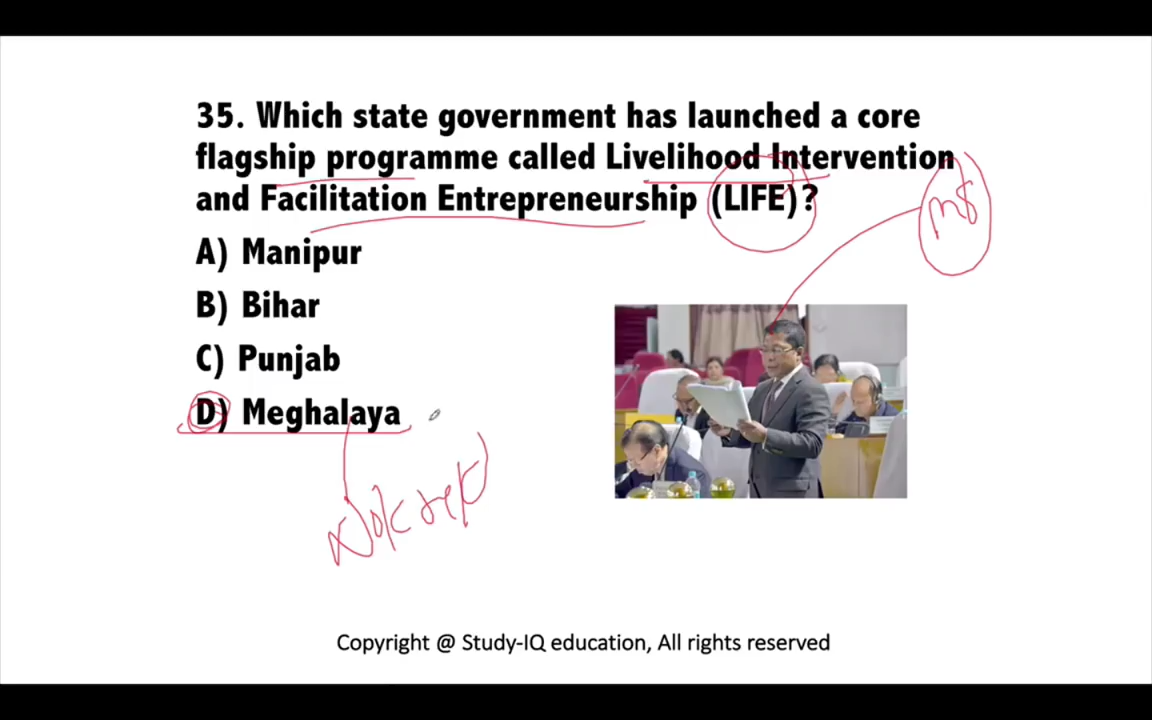 35. Which state government has launched a core
flagship programme called Livelihood Intervention
and Facilitation Entrepreneurship (LIFE)?
A) Manipur
B) Bihar
C) Punjab
D) Meghalaya
Copyright @ Study-IQ education, All rights reserved